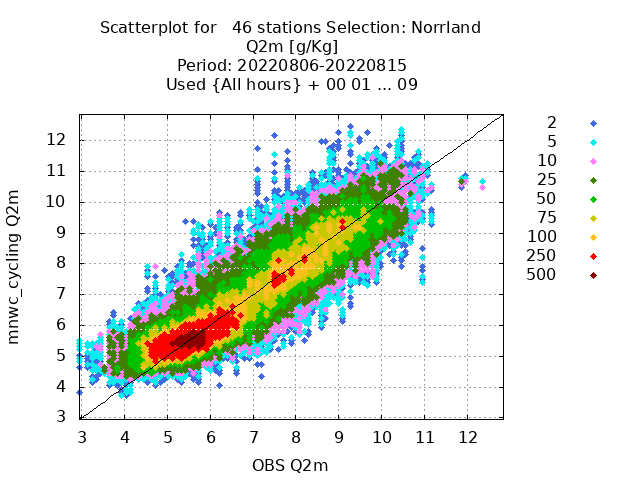 Scatterplot for   46 stations Selection: Norrland
Q2m [g/Kg]
Period: 20220806-20220815
Used {All hours} + 00 01 ... 09
mnwc_cycling Q2m
12
11
10
9
8
7
6
5
4
3
3 4 5 6 7 8 9 10 11 12
OBS Q2m
2
5
10
25
50
75
100
250
500